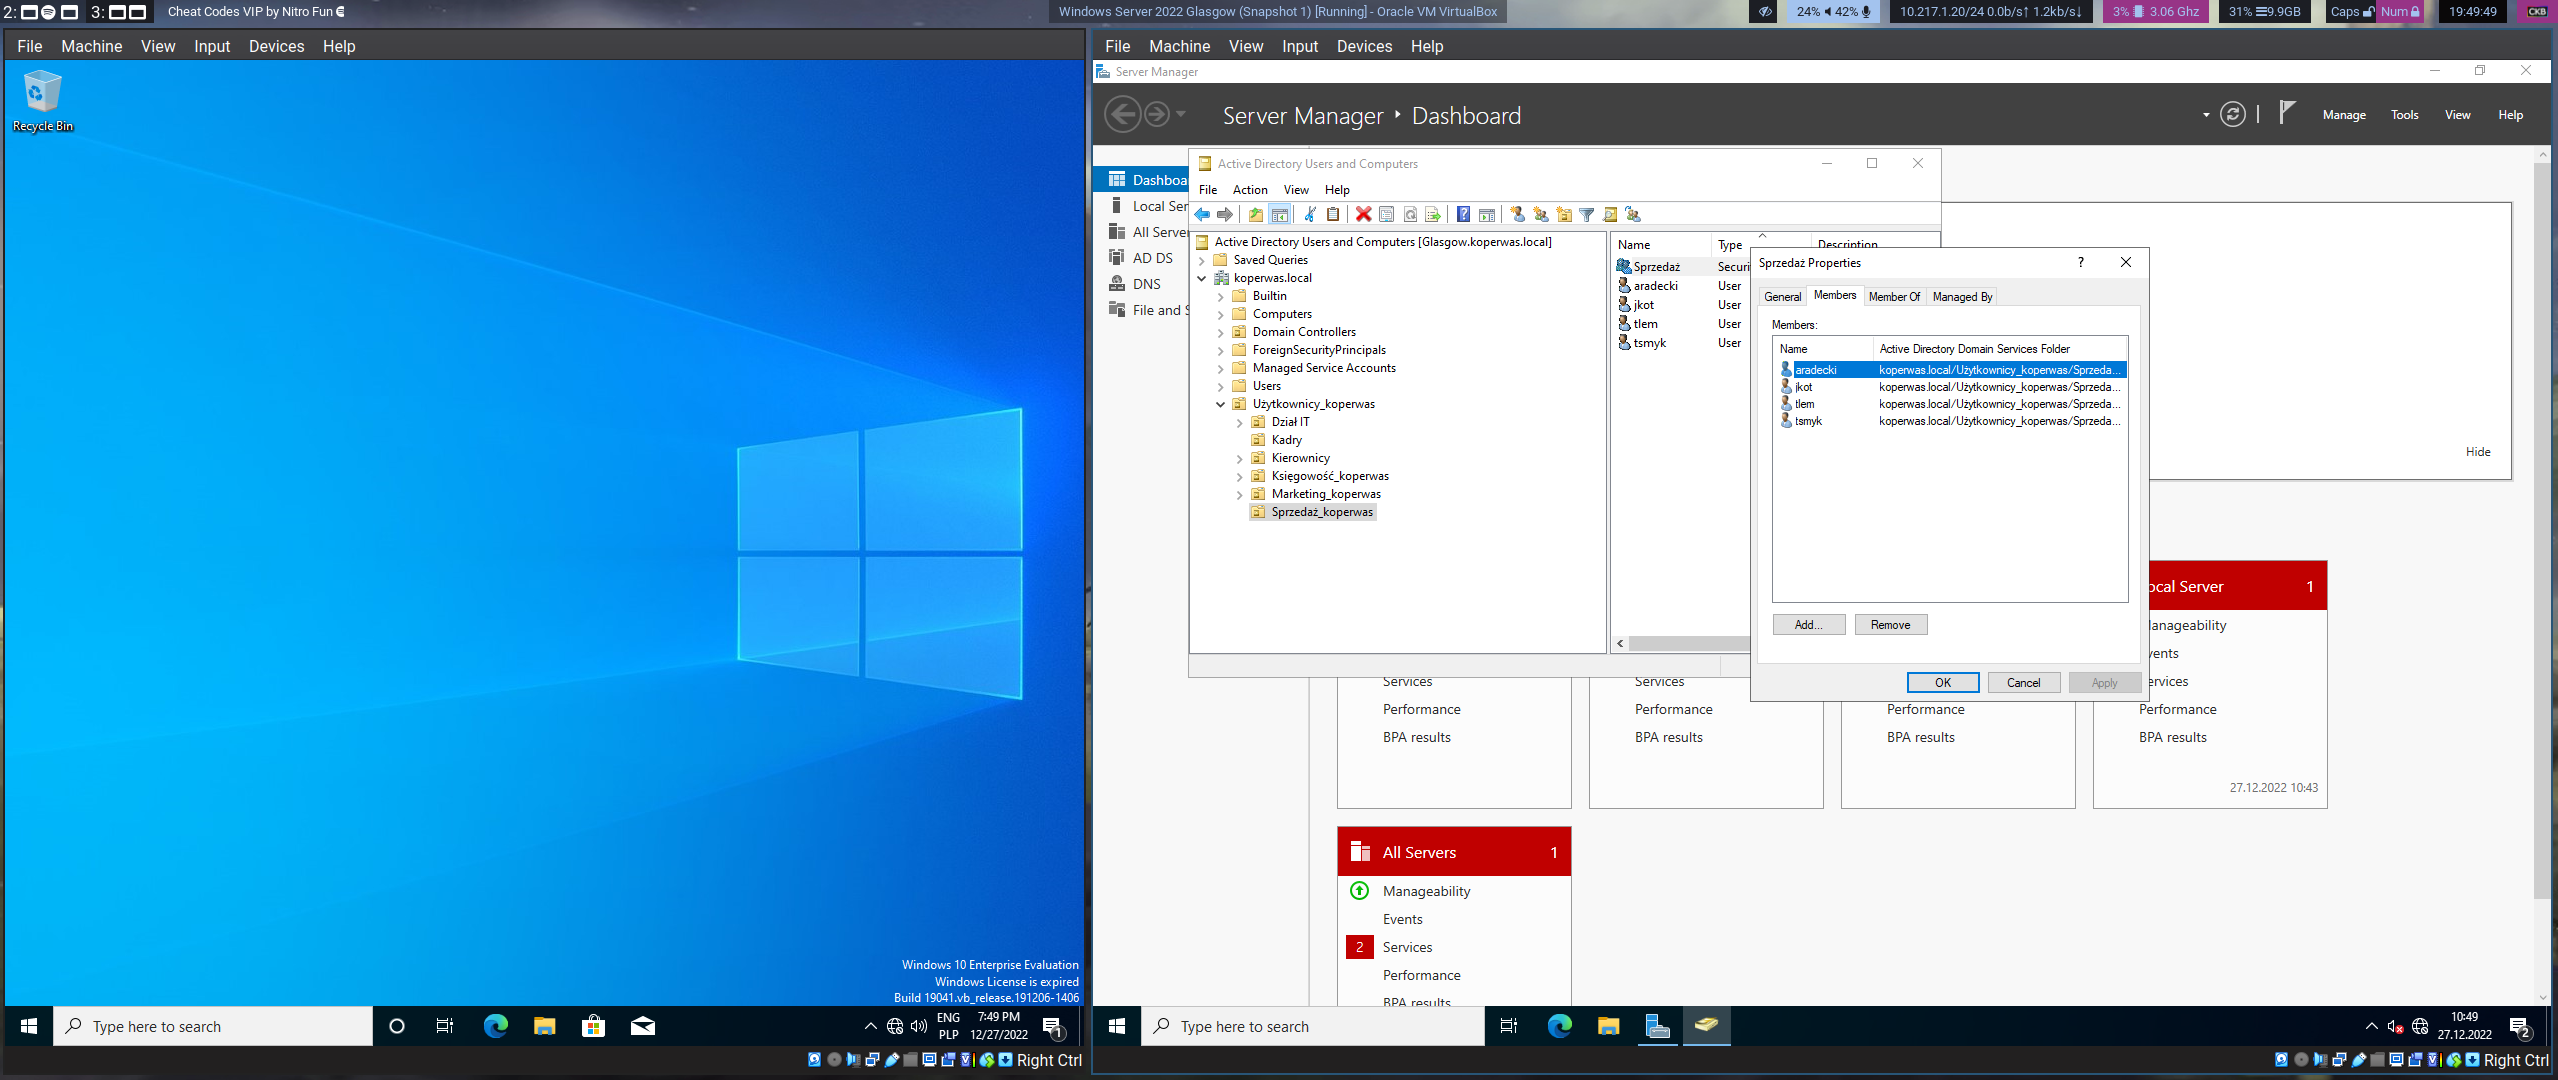 2:
3:
Cheat Codes VIP by Nitro Fun
Windows Server 2022 Glasgow (Snapshot 1) [Running] - Oracle VM VirtualBox
24% 42%
10.217.1.20/24 0.0b/s↑ 1.2kb/s↓
3% 3.06 Ghz
31% 9.9GB
Caps Num
19:49:49
CKB
File Machine View Input Devices Help
Recycle Bin
Windows 10 Enterprise Evaluation
Windows License is expired
Build 19041.vb_release.191206-1406
Type here to search
ENG
PLP
7:49 PM
12/27/2022
1
Right Ctrl
File Machine View Input Devices Help
Server Manager
Server Manager ‣ Dashboard
Manage Tools View Help
Dashboa
Local Ser
All Server
AD DS
DNS
File and S
Active Directory Users and Computers
File Action View Help
Active Directory Users and Computers [Glasgow.koperwas.local]
Saved Queries
koperwas.local
Builtin
Computers
Domain Controllers
ForeignSecurityPrincipals
Managed Service Accounts
Users
Użytkownicy_koperwas
Dział IT
Kadry
Kierownicy
Księgowość_koperwas
Marketing_koperwas
Sprzedaż_koperwas
Name Type Description
Sprzedaż Securi
aradecki User
jkot User
tlem User
tsmyk User
Sprzedaż Properties
?
General Members Member Of Managed By
Members:
Name Active Directory Domain Services Folder
aradecki koperwas.local/Użytkownicy_koperwas/Sprzeda...
jkot koperwas.local/Użytkownicy_koperwas/Sprzeda...
tlem koperwas.local/Użytkownicy_koperwas/Sprzeda...
tsmyk koperwas.local/Użytkownicy_koperwas/Sprzeda...
Add... Remove
OK Cancel Apply
Hide
ocal Server 1
anageability
vents
Services Services ervices
Performance Performance Performance Performance
BPA results BPA results BPA results BPA results
27.12.2022 10:43
All Servers 1
Manageability
Events
2 Services
Performance
BPA results
Type here to search
10:49
27.12.2022
2
Right Ctrl